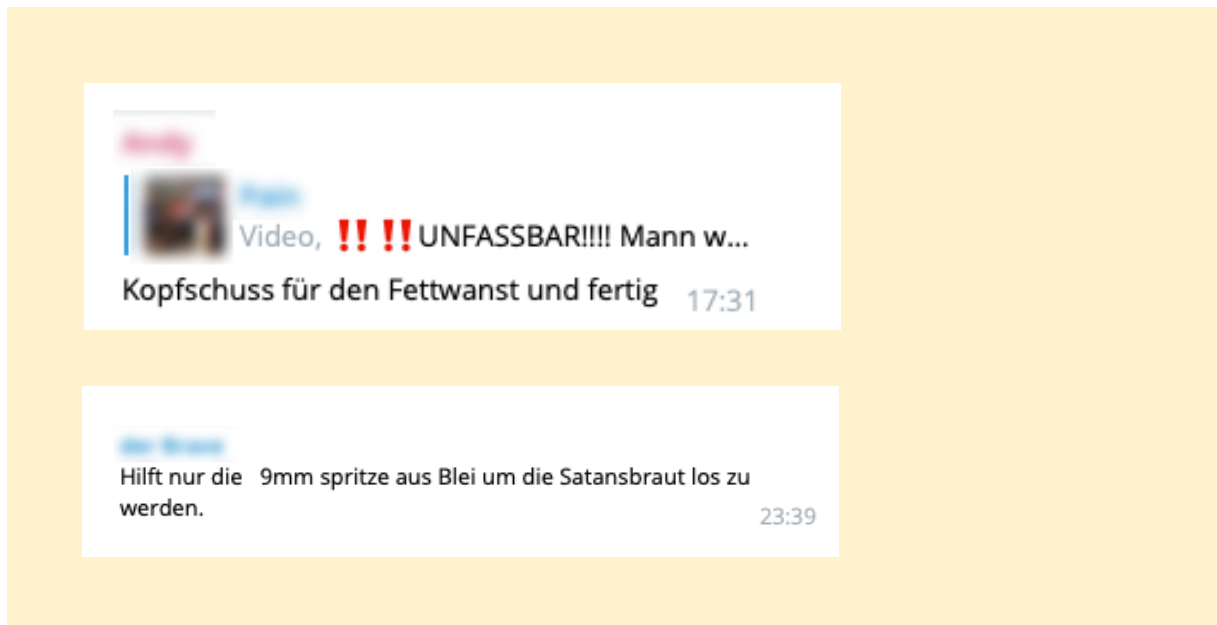 Video, ‼️ ‼️UNFASSBAR!!!! Mann w...
Kopfschuss für den Fettwanst und fertig 17:31
Hilft nur die 9mm spritze aus Blei um die Satansbraut los zu
werden.
23:39